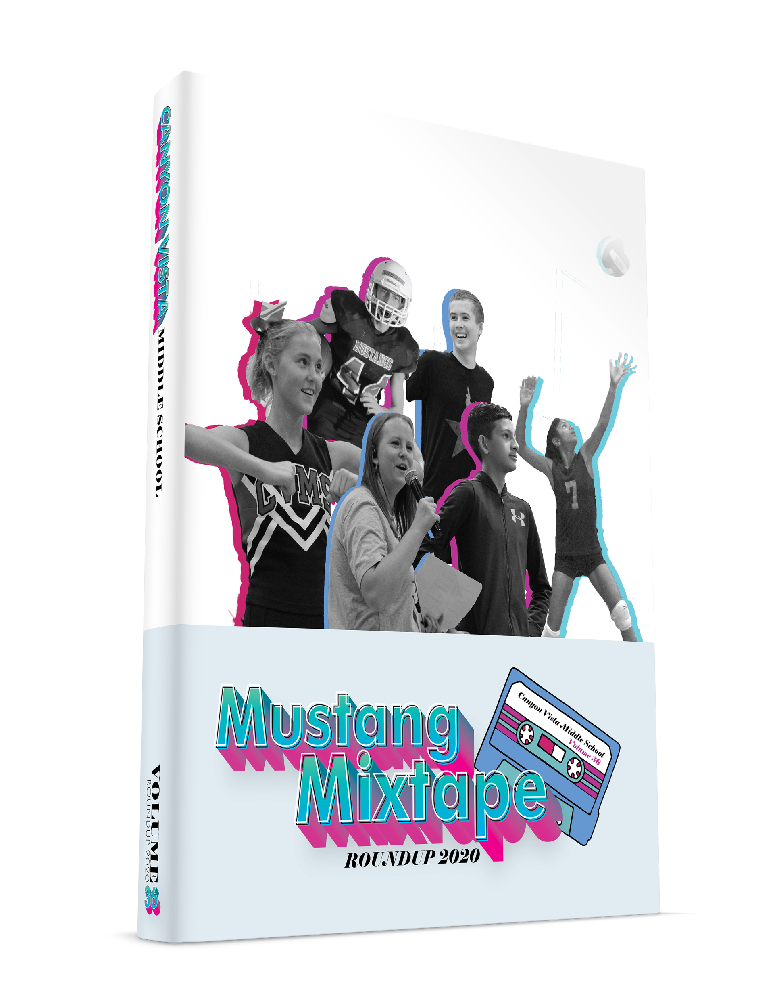 CANYON VISTA MIDDLE SCHOOL
VOLUME 36
ROUNDUP 2020
Riddell
MUSTANGS
44
CVMS
7
Mustang
Mixtape
ROUNDUP 2020
Canyon Vista Middle School
Volume 36